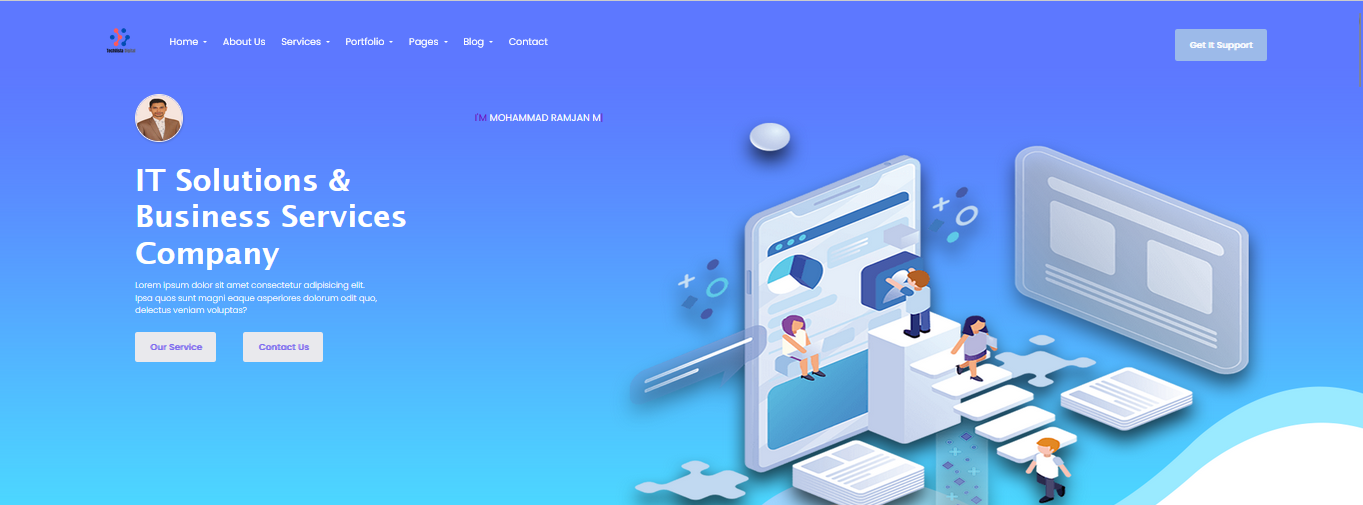 Home
About Us
Services
Portfolio
Pages
Blog
Contact
Get It Support
I'M MOHAMMAD RAMJAN M
IT Solutions &
Business Services
Company
Lorem ipsum dolor sit amet consectetur adipisicing elit.
Ipsa quos sunt magni eaque asperiores dolorum odit quo,
delectus veniam voluptas?
Our Service
Contact Us